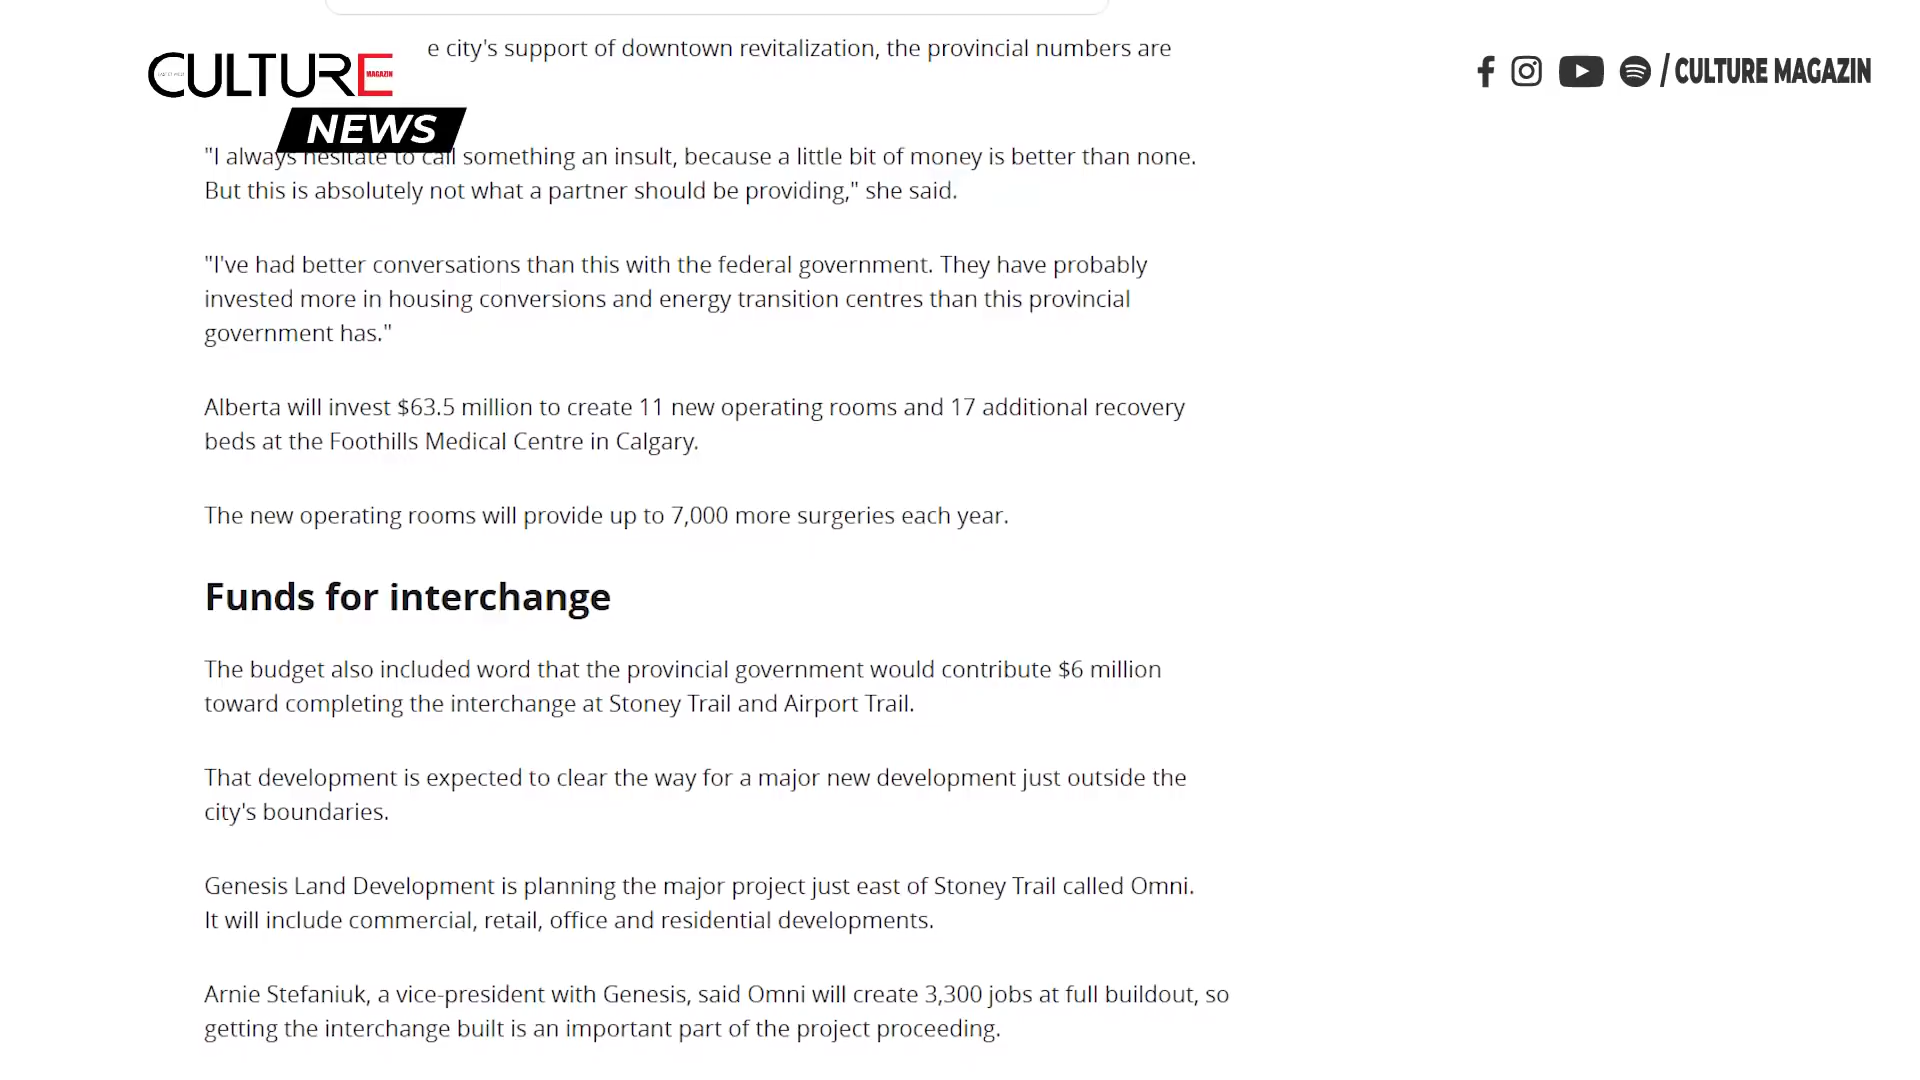 e city's support of downtown revitalization, the provincial numbers are
CULTURE
MAGAZIN
NEWS
/ CULTURE MAGAZIN
"I always hesitate to call something an insult, because a little bit of money is better than none.
But this is absolutely not what a partner should be providing," she said.
"I've had better conversations than this with the federal government. They have probably
invested more in housing conversions and energy transition centres than this provincial
government has."
Alberta will invest $63.5 million to create 11 new operating rooms and 17 additional recovery
beds at the Foothills Medical Centre in Calgary.
The new operating rooms will provide up to 7,000 more surgeries each year.
Funds for interchange
The budget also included word that the provincial government would contribute $6 million
toward completing the interchange at Stoney Trail and Airport Trail.
That development is expected to clear the way for a major new development just outside the
city's boundaries.
Genesis Land Development is planning the major project just east of Stoney Trail called Omni.
It will include commercial, retail, office and residential developments.
Arnie Stefaniuk, a vice-president with Genesis, said Omni will create 3,300 jobs at full buildout, so
getting the interchange built is an important part of the project proceeding.